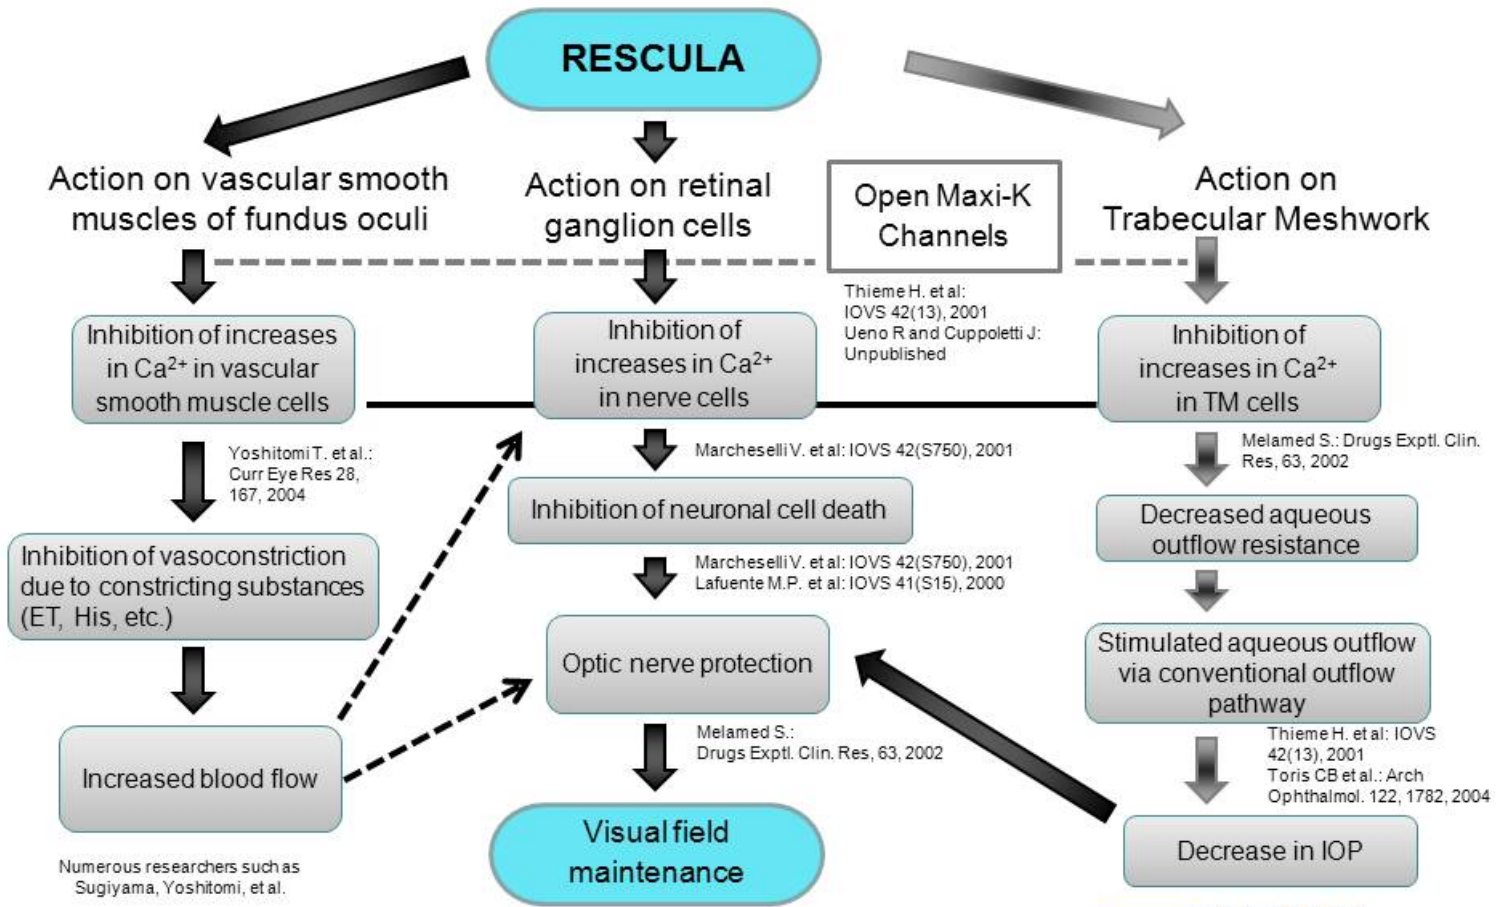 RESCULA
Action on vascular smooth
muscles of fundus oculi
Action on retinal
ganglion cells
Open Maxi-K
Channels
Action on
Trabecular Meshwork
Thieme H. et al:
IOVS 42(13), 2001
Ueno R and Cuppoletti J:
Unpublished
Inhibition of increases
in Ca²⁺ in vascular
smooth muscle cells
Inhibition of
increases in Ca²⁺
in nerve cells
Inhibition of
increases in Ca²⁺
in TM cells
Yoshitomi T. et al.:
Curr Eye Res 28,
167, 2004
Marcheselli V. et al: IOVS 42(S750), 2001
Melamed S.: Drugs Exptl. Clin.
Res, 63, 2002
Inhibition of vasoconstriction
due to constricting substances
(ET, His, etc.)
Inhibition of neuronal cell death
Decreased aqueous
outflow resistance
Marcheselli V. et al: IOVS 42(S750), 2001
Lafuente M.P. et al: IOVS 41(S15), 2000
Optic nerve protection
Stimulated aqueous outflow
via conventional outflow
pathway
Increased blood flow
Melamed S.:
Drugs Exptl. Clin. Res, 63, 2002
Thieme H. et al: IOVS
42(13), 2001
Toris CB et al.: Arch
Ophthalmol. 122, 1782, 2004
Numerous researchers such as
Sugiyama, Yoshitomi, et al.
Visual field
maintenance
Decrease in IOP